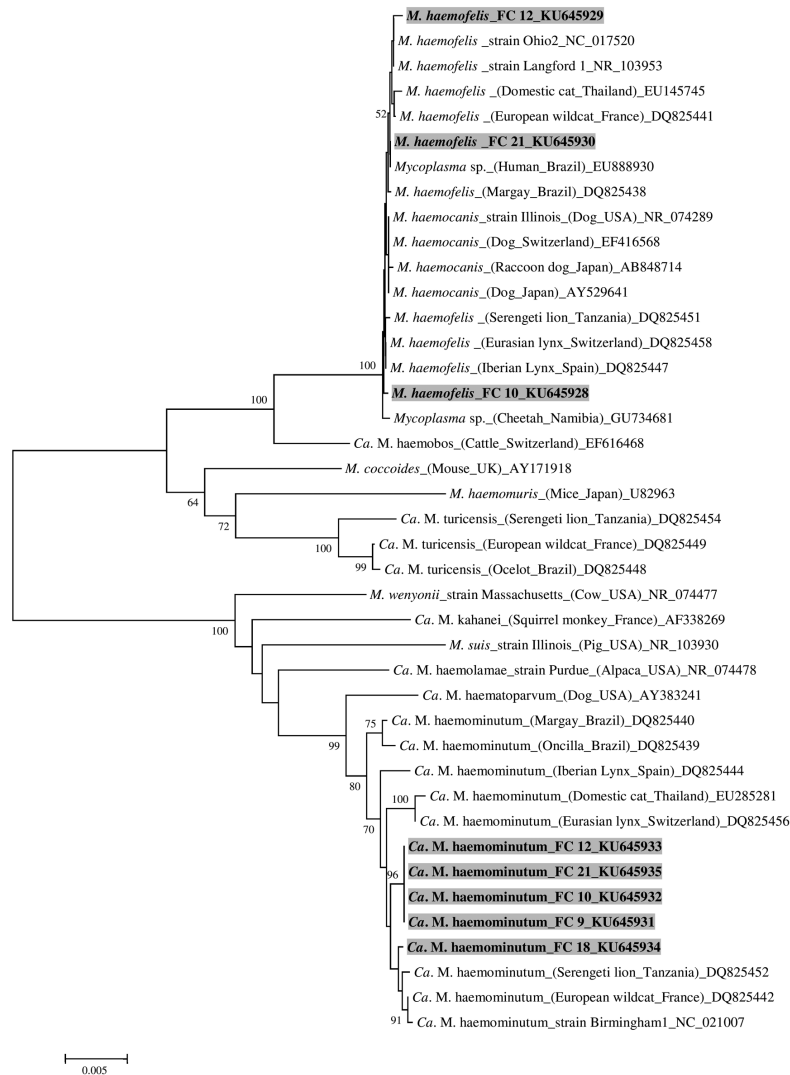 M. haemofelis_FC 12_KU645929
M. haemofelis _strain Ohio2_NC_017520
M. haemofelis _strain Langford 1_NR_103953
M. haemofelis _(Domestic cat_Thailand)_EU145745
M. haemofelis _(European wildcat_France)_DQ825441
52
M. haemofelis _FC 21_KU645930
Mycoplasma sp._(Human_Brazil)_EU888930
M. haemofelis_(Margay_Brazil)_DQ825438
M. haemocanis_strain Illinois_(Dog_USA)_NR_074289
M. haemocanis_(Dog_Switzerland)_EF416568
M. haemocanis_(Raccoon dog_Japan)_AB848714
M. haemocanis_(Dog_Japan)_AY529641
M. haemofelis _(Serengeti lion_Tanzania)_DQ825451
M. haemofelis _(Eurasian lynx_Switzerland)_DQ825458
M. haemofelis_(Iberian Lynx_Spain)_DQ825447
100
M. haemofelis_FC 10_KU645928
100
Mycoplasma sp._(Cheetah_Namibia)_GU734681
Ca. M. haemobos_(Cattle_Switzerland)_EF616468
M. coccoides_(Mouse_UK)_AY171918
64
M. haemomuris_(Mice_Japan)_U82963
72
Ca. M. turicensis_(Serengeti lion_Tanzania)_DQ825454
100
Ca. M. turicensis_(European wildcat_France)_DQ825449
99
Ca. M. turicensis_(Ocelot_Brazil)_DQ825448
M. wenyonii_strain Massachusetts_(Cow_USA)_NR_074477
100
Ca. M. kahanei_(Squirrel monkey_France)_AF338269
M. suis_strain Illinois_(Pig_USA)_NR_103930
Ca. M. haemolamae_strain Purdue_(Alpaca_USA)_NR_074478
Ca. M. haematoparvum_(Dog_USA)_AY383241
75
Ca. M. haemominutum_(Margay_Brazil)_DQ825440
99
Ca. M. haemominutum_(Oncilla_Brazil)_DQ825439
80
Ca. M. haemominutum_(Iberian Lynx_Spain)_DQ825444
100
Ca. M. haemominutum_(Domestic cat_Thailand)_EU285281
70
Ca. M. haemominutum_(Eurasian lynx_Switzerland)_DQ825456
Ca. M. haemominutum_FC 12_KU645933
96
Ca. M. haemominutum_FC 21_KU645935
Ca. M. haemominutum_FC 10_KU645932
Ca. M. haemominutum_FC 9_KU645931
Ca. M. haemominutum_FC 18_KU645934
Ca. M. haemominutum_(Serengeti lion_Tanzania)_DQ825452
Ca. M. haemominutum_(European wildcat_France)_DQ825442
91
Ca. M. haemominutum_strain Birmingham1_NC_021007
0.005